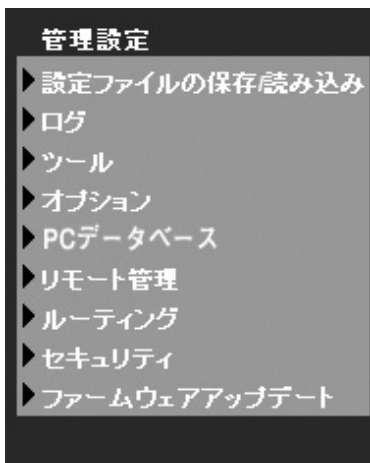 管理設定
設定ファイルの保存/読み込み
ログ
ツール
オプション
PCデータベース
リモート管理
ルーティング
セキュリティ
ファームウェアアップデート